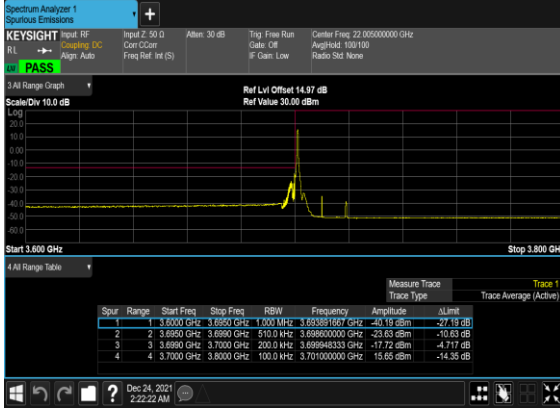 Spectrum Analyzer 1
Spurious Emissions
+
KEYSIGHT Input: RF Input Z: 50 Ω Atten: 30 dB Trig: Free Run Center Freq: 22.005000000 GHz
RL Coupling: DC Corr CCorr Gate: Off Avg|Hold: 100/100
Align: Auto Freq Ref: Int (S) IF Gain: Low Radio Std: None
LXI PASS
3 All Range Graph
Ref Lvl Offset 14.97 dB
Scale/Div 10.0 dB Ref Value 30.00 dBm
Log
20.0
10.0
0.00
-10.0
-20.0
-30.0
-40.0
-50.0
-60.0
Start 3.600 GHz Stop 3.800 GH
4 All Range Table
Measure Trace Trace 1
Trace Type Trace Average (Active)
Spur Range Start Freq Stop Freq RBW Frequency Amplitude ΔLimit
1 1 3.6000 GHz 3.6950 GHz 1.000 MHz 3.693891667 GHz -40.19 dBm -27.19 dB
2 2 3.6950 GHz 3.6990 GHz 510.0 kHz 3.698600000 GHz -23.63 dBm -10.63 dB
3 3 3.6990 GHz 3.7000 GHz 200.0 kHz 3.699948333 GHz -17.72 dBm -4.717 dB
4 4 3.7000 GHz 3.8000 GHz 100.0 kHz 3.701000000 GHz 15.65 dBm -14.35 dB
? Dec 24, 2021
2:22:22 AM